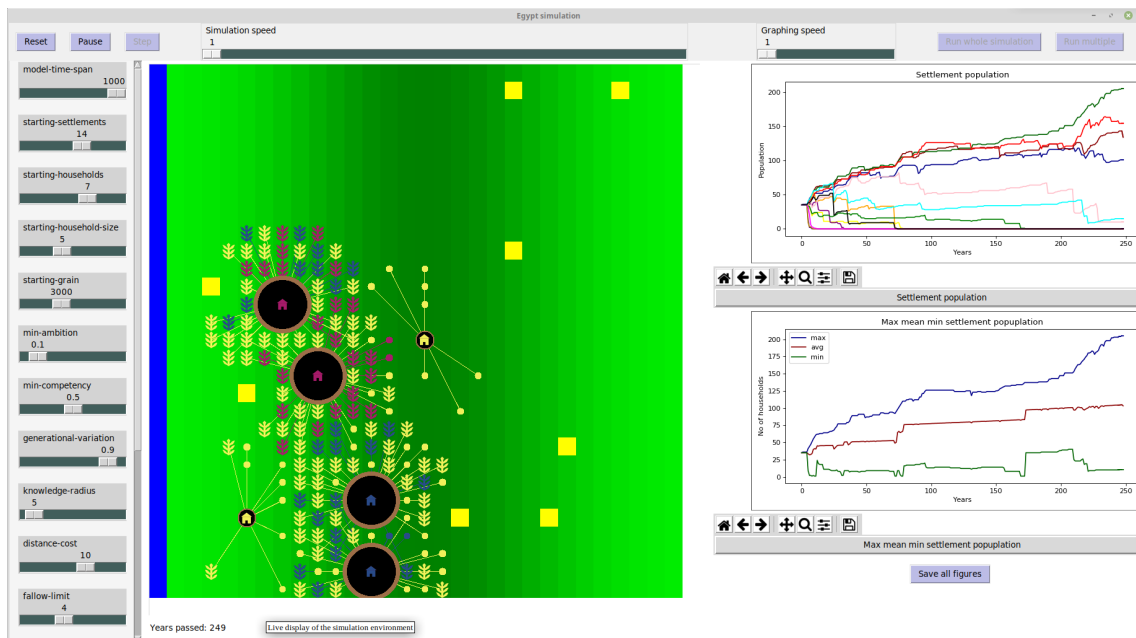 Egypt simulation
Reset
Pause
Step
Simulation speed
1
Graphing speed
1
Run whole simulation
Run multiple
model-time-span
1000
starting-settlements
14
starting-households
7
starting-household-size
5
starting-grain
3000
min-ambition
0.1
min-competency
0.5
generational-variation
0.9
knowledge-radius
5
distance-cost
10
fallow-limit
4
Years passed: 249
Live display of the simulation environment
Settlement population
Population
200
150
100
50
0
0 50 100 150 200 250
Years
Settlement population
Max mean min settlement popuplation
max
avg
min
No of households
200
175
150
125
100
75
50
25
0
0 50 100 150 200 250
Years
Max mean min settlement popuplation
Save all figures